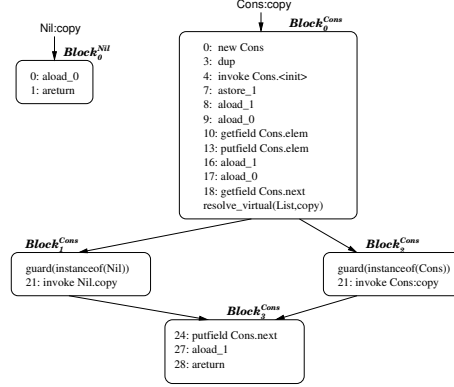 Nil:copy
Block₀^Nil
0: aload_0
1: areturn
Cons:copy
Block₀^Cons
0: new Cons
3: dup
4: invoke Cons.<init>
7: astore_1
8: aload_1
9: aload_0
10: getfield Cons.elem
13: putfield Cons.elem
16: aload_1
17: aload_0
18: getfield Cons.next
resolve_virtual(List,copy)
Block₁^Cons
guard(instanceof(Nil))
21: invoke Nil.copy
Block₂^Cons
guard(instanceof(Cons))
21: invoke Cons:copy
Block₃^Cons
24: putfield Cons.next
27: aload_1
28: areturn